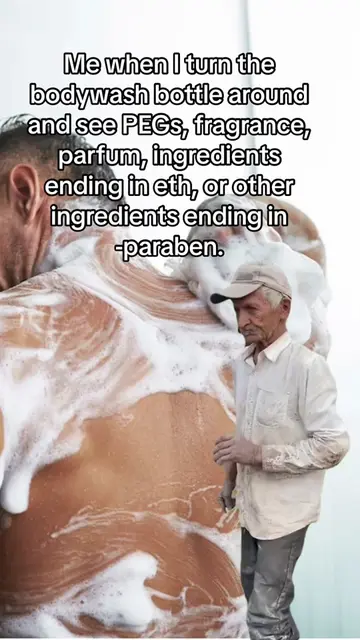 Me when I turn the
bodywash bottle around
and see PEGs, fragrance,
parfum, ingredients
ending in eth, or other
ingredients ending in
-paraben.